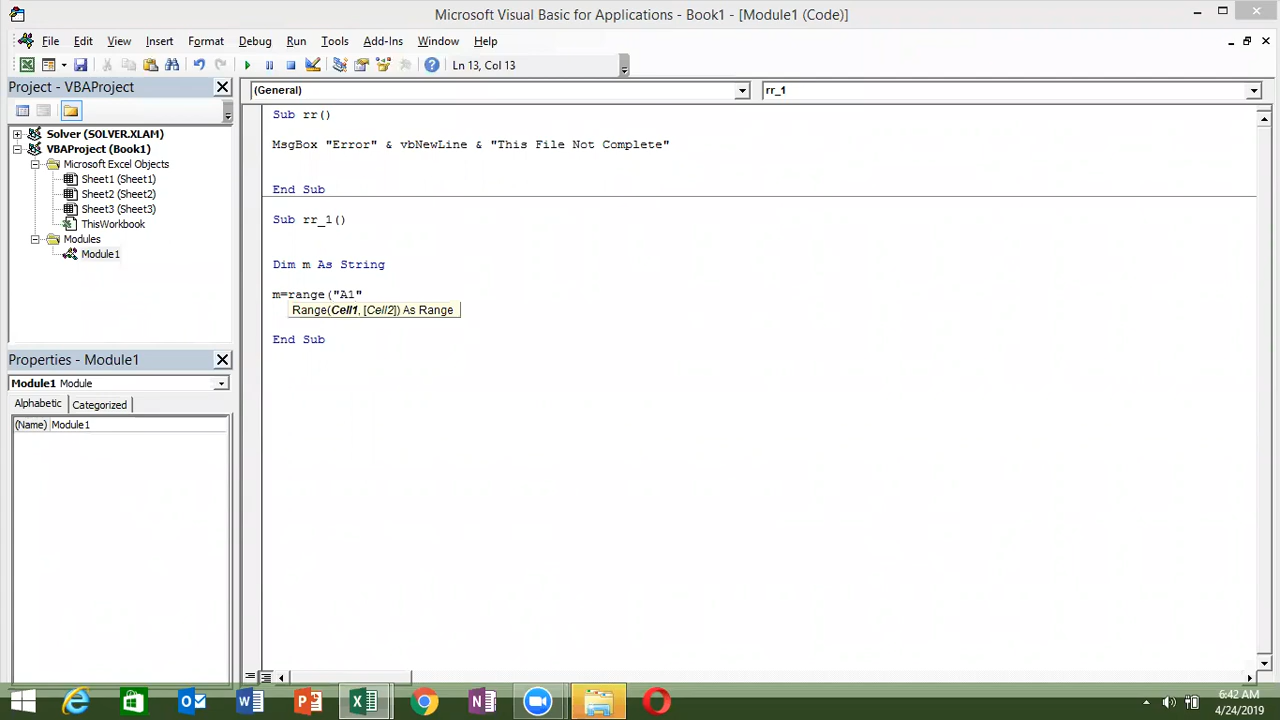 Microsoft Visual Basic for Applications - Book1 - [Module1 (Code)]
File Edit View Insert Format Debug Run Tools Add-Ins Window Help
Ln 13, Col 13
Project - VBAProject
(General)
rr_1
Solver (SOLVER.XLAM)
VBAProject (Book1)
Microsoft Excel Objects
Sheet1 (Sheet1)
Sheet2 (Sheet2)
Sheet3 (Sheet3)
ThisWorkbook
Modules
Module1
Sub rr()
MsgBox "Error" & vbNewLine & "This File Not Complete"
End Sub
Sub rr_1()
Dim m As String
m=range("A1"
Range(Cell1, [Cell2]) As Range
End Sub
Properties - Module1
Module1 Module
Alphabetic Categorized
(Name) Module1
6:42 AM
4/24/2019